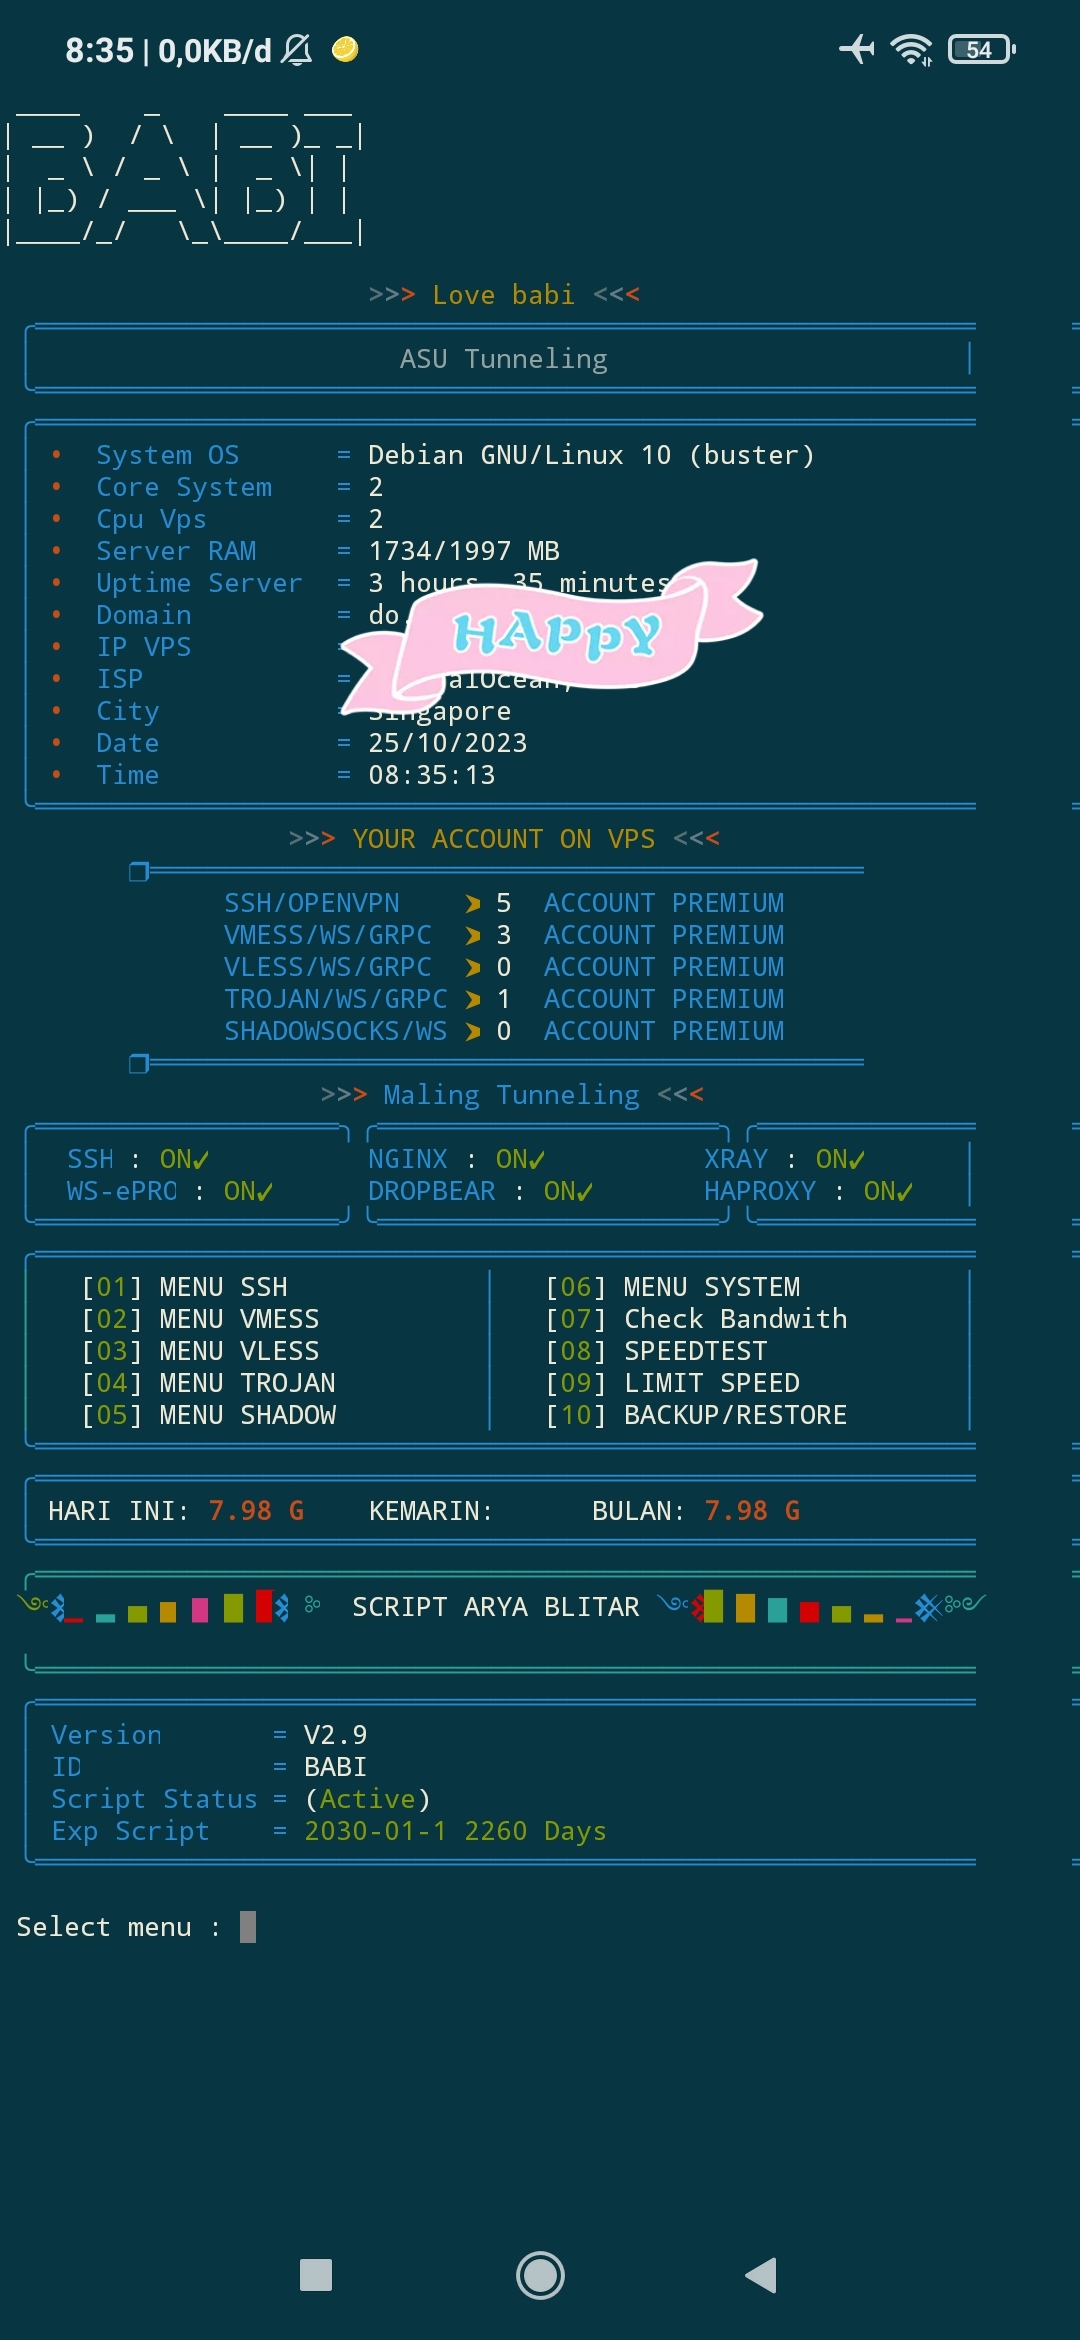 8:35 | 0,0KB/d 54
BABI
>>> Love babi <<<
ASU Tunneling
• System OS = Debian GNU/Linux 10 (buster)
• Core System = 2
• Cpu Vps = 2
• Server RAM = 1734/1997 MB
• Uptime Server = 3 hours, 35 minutes
• Domain = do.
HAppY
• IP VPS
• ISP =
• City = Singapore
• Date = 25/10/2023
• Time = 08:35:13
>>> YOUR ACCOUNT ON VPS <<<
SSH/OPENVPN ➤ 5 ACCOUNT PREMIUM
VMESS/WS/GRPC ➤ 3 ACCOUNT PREMIUM
VLESS/WS/GRPC ➤ 0 ACCOUNT PREMIUM
TROJAN/WS/GRPC ➤ 1 ACCOUNT PREMIUM
SHADOWSOCKS/WS ➤ 0 ACCOUNT PREMIUM
>>> Maling Tunneling <<<
SSH : ON✓ NGINX : ON✓ XRAY : ON✓
WS-ePRO : ON✓ DROPBEAR : ON✓ HAPROXY : ON✓
[01] MENU SSH [06] MENU SYSTEM
[02] MENU VMESS [07] Check Bandwith
[03] MENU VLESS [08] SPEEDTEST
[04] MENU TROJAN [09] LIMIT SPEED
[05] MENU SHADOW [10] BACKUP/RESTORE
HARI INI: 7.98 G KEMARIN: BULAN: 7.98 G
SCRIPT ARYA BLITAR
Version = V2.9
ID = BABI
Script Status = (Active)
Exp Script = 2030-01-1 2260 Days
Select menu :